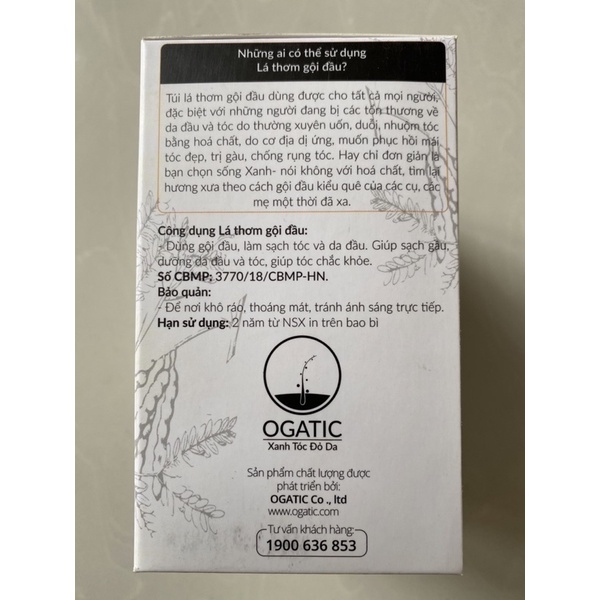 Những ai có thể sử dụng
Lá thơm gội đầu?
Túi lá thơm gội đầu dùng được cho tất cả mọi người,
đặc biệt với những người đang bị các tổn thương về
da đầu và tóc do thường xuyên uốn, duỗi, nhuộm tóc
bằng hoá chất, do cơ địa dị ứng, muốn phục hồi mái
tóc đẹp, trị gàu, chống rụng tóc. Hay chỉ đơn giản là
bạn chọn sống Xanh- nói không với hoá chất, tìm lại
hương xưa theo cách gội đầu kiểu quê của các cụ, các
mẹ một thời đã xa.
Công dụng Lá thơm gội đầu:
- Dùng gội đầu, làm sạch tóc và da đầu. Giúp sạch gầu,
dưỡng da đầu và tóc, giúp tóc chắc khỏe.
Số CBMP: 3770/18/CBMP-HN.
Bảo quản:
- Để nơi khô ráo, thoáng mát, tránh ánh sáng trực tiếp.
Hạn sử dụng: 2 năm từ NSX in trên bao bì
OGATIC
Xanh Tóc Đỏ Da
Sản phẩm chất lượng được
phát triển bởi:
OGATIC Co ., ltd
www.ogatic.com
Tư vấn khách hàng:
1900 636 853